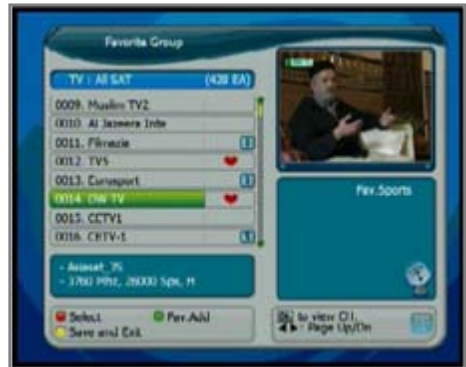 Favorite Group
TV : All SAT (428 EA)
0009. Muslim TV2
0010. Al Jazeera Inte
0011. Filmezie
0012. TV5
0013. Eurosport
0014. DW TV
0015. CCTV1
0016. CETV-1
- Asiasat_3S
- 3760 Mhz, 26000 Sps, H
Select
Fav.Add
Save and Exit
Fav.Sports
to view C.I.
- Page Up/Dn